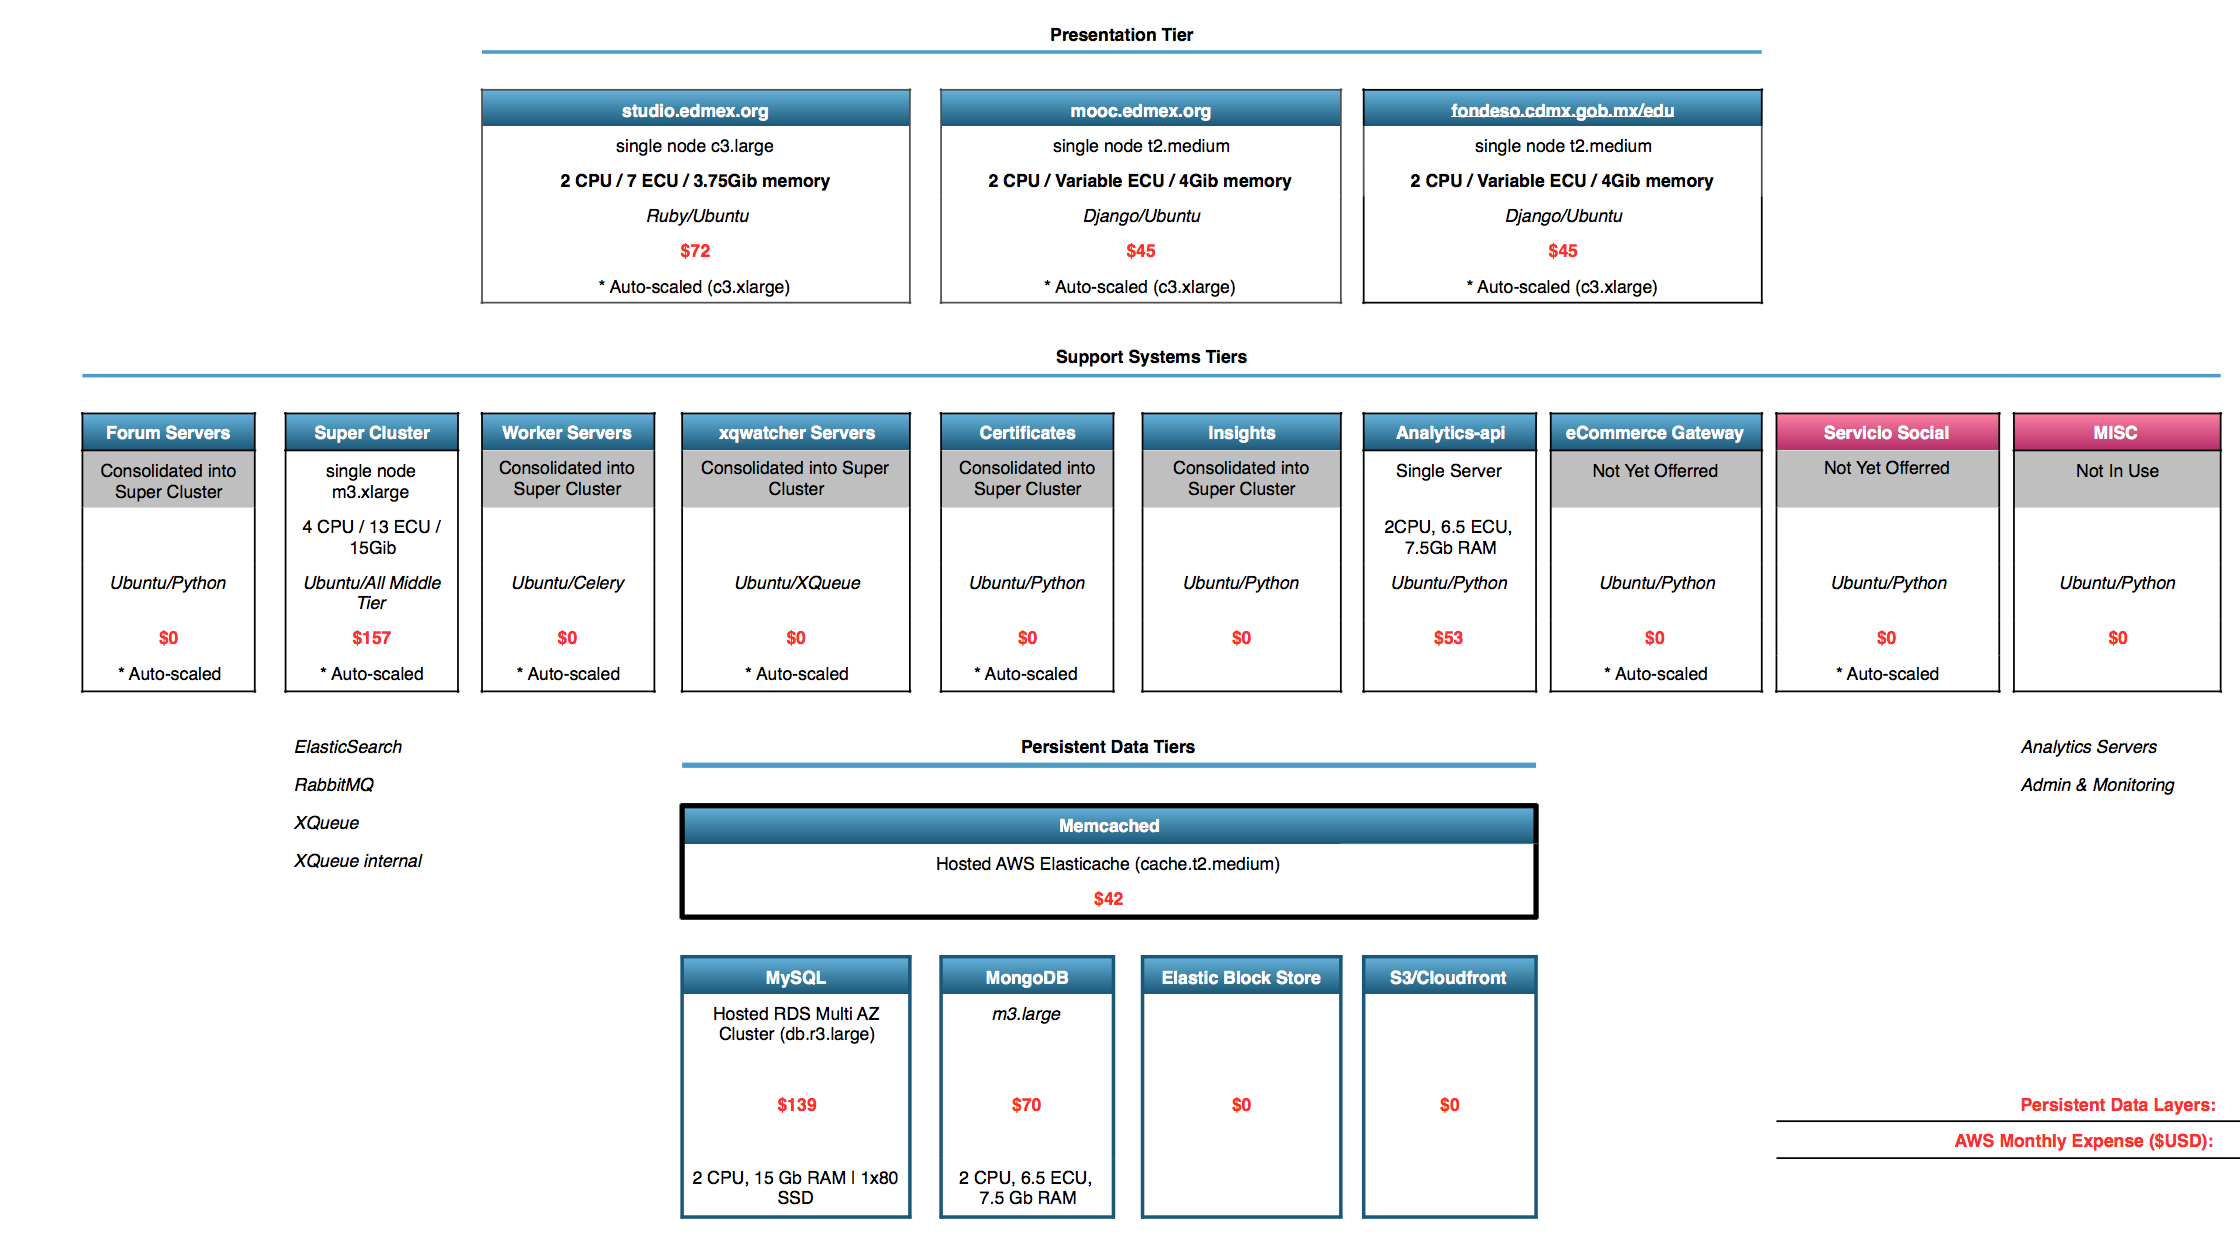 Presentation Tier
studio.edmex.org
single node c3.large
2 CPU / 7 ECU / 3.75Gib memory
Ruby/Ubuntu
$72
* Auto-scaled (c3.xlarge)
mooc.edmex.org
single node t2.medium
2 CPU / Variable ECU / 4Gib memory
Django/Ubuntu
$45
* Auto-scaled (c3.xlarge)
fondeso.cdmx.gob.mx/edu
single node t2.medium
2 CPU / Variable ECU / 4Gib memory
Django/Ubuntu
$45
* Auto-scaled (c3.xlarge)
Support Systems Tiers
Forum Servers
Consolidated into
Super Cluster
Ubuntu/Python
$0
* Auto-scaled
Super Cluster
single node
m3.xlarge
4 CPU / 13 ECU /
15Gib
Ubuntu/All Middle
Tier
$157
* Auto-scaled
Worker Servers
Consolidated into
Super Cluster
Ubuntu/Celery
$0
* Auto-scaled
xqwatcher Servers
Consolidated into Super
Cluster
Ubuntu/XQueue
$0
* Auto-scaled
Certificates
Consolidated into
Super Cluster
Ubuntu/Python
$0
* Auto-scaled
Insights
Consolidated into
Super Cluster
Ubuntu/Python
$0
Analytics-api
Single Server
2CPU, 6.5 ECU,
7.5Gb RAM
Ubuntu/Python
$53
eCommerce Gateway
Not Yet Offerred
Ubuntu/Python
$0
* Auto-scaled
Servicio Social
Not Yet Offerred
Ubuntu/Python
$0
* Auto-scaled
MISC
Not In Use
Ubuntu/Python
$0
ElasticSearch
RabbitMQ
XQueue
XQueue internal
Analytics Servers
Admin & Monitoring
Persistent Data Tiers
Memcached
Hosted AWS Elasticache (cache.t2.medium)
$42
MySQL
Hosted RDS Multi AZ
Cluster (db.r3.large)
$139
2 CPU, 15 Gb RAM | 1x80
SSD
MongoDB
m3.large
$70
2 CPU, 6.5 ECU,
7.5 Gb RAM
Elastic Block Store
$0
S3/Cloudfront
$0
Persistent Data Layers:
AWS Monthly Expense ($USD):